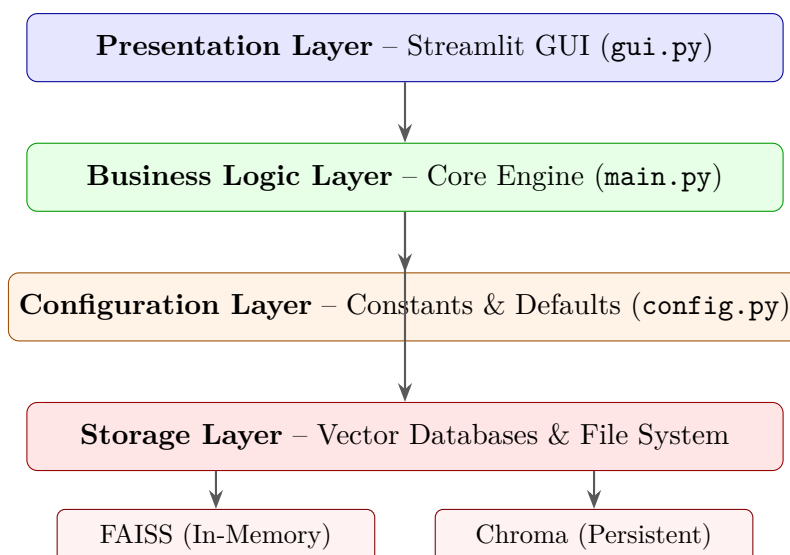 Presentation Layer – Streamlit GUI (gui.py)
Business Logic Layer – Core Engine (main.py)
Configuration Layer – Constants & Defaults (config.py)
Storage Layer – Vector Databases & File System
FAISS (In-Memory)
Chroma (Persistent)